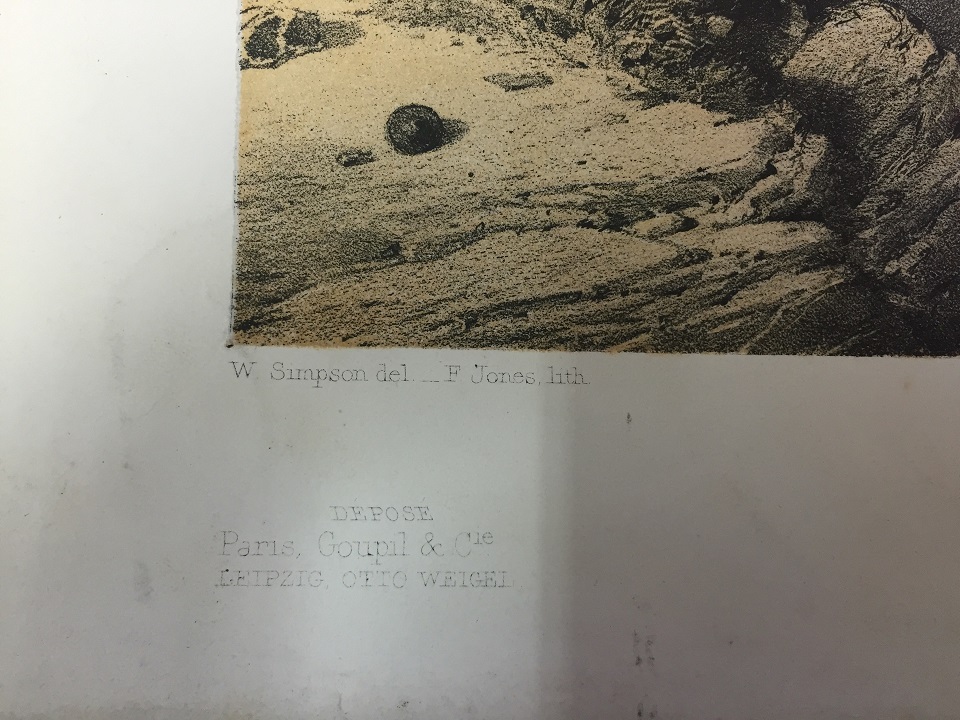 W. Simpson del. _ F. Jones, lith.
DÉPOSÉ
Paris, Goupil & Cie
LEIPZIG, OTTO WEIGEL